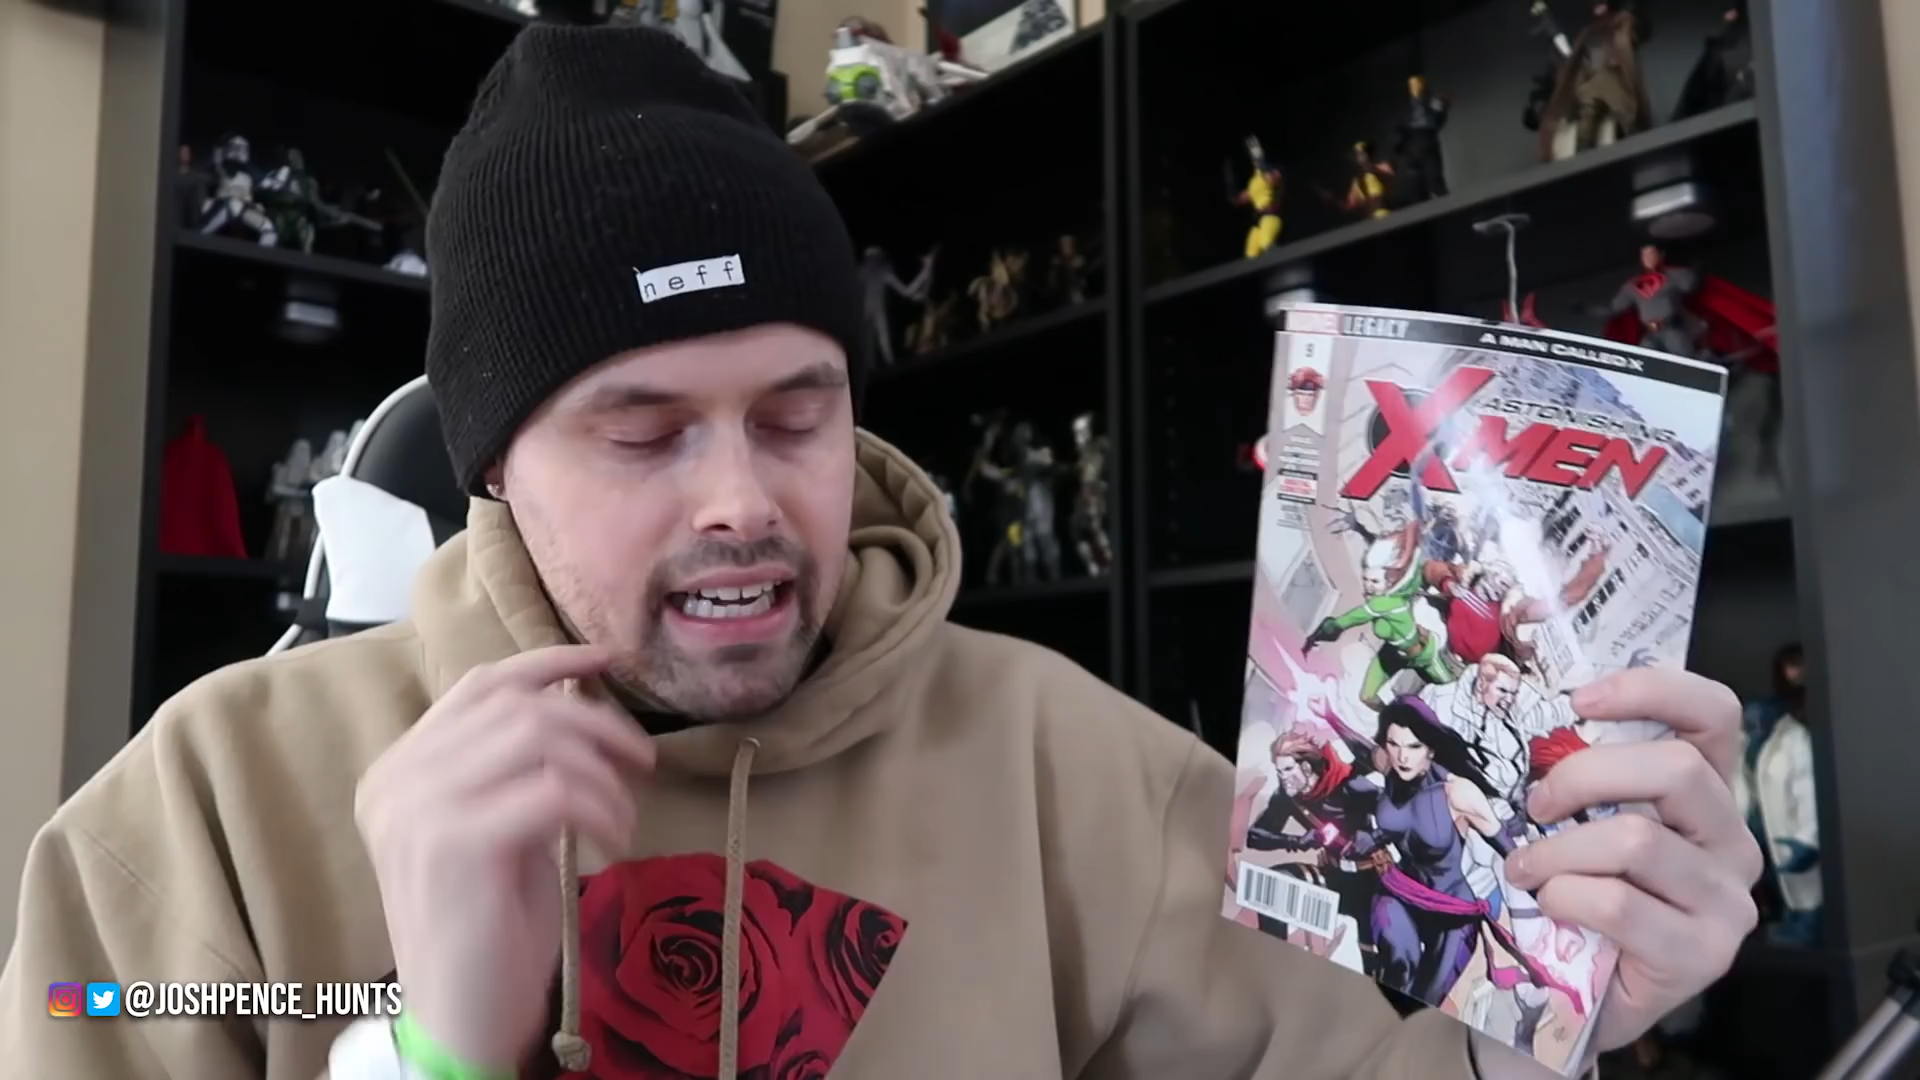 neff
LEGACY
A MAN CALLED X
9
ASTONISHING
X-MEN
@JOSHPENCE_HUNTS